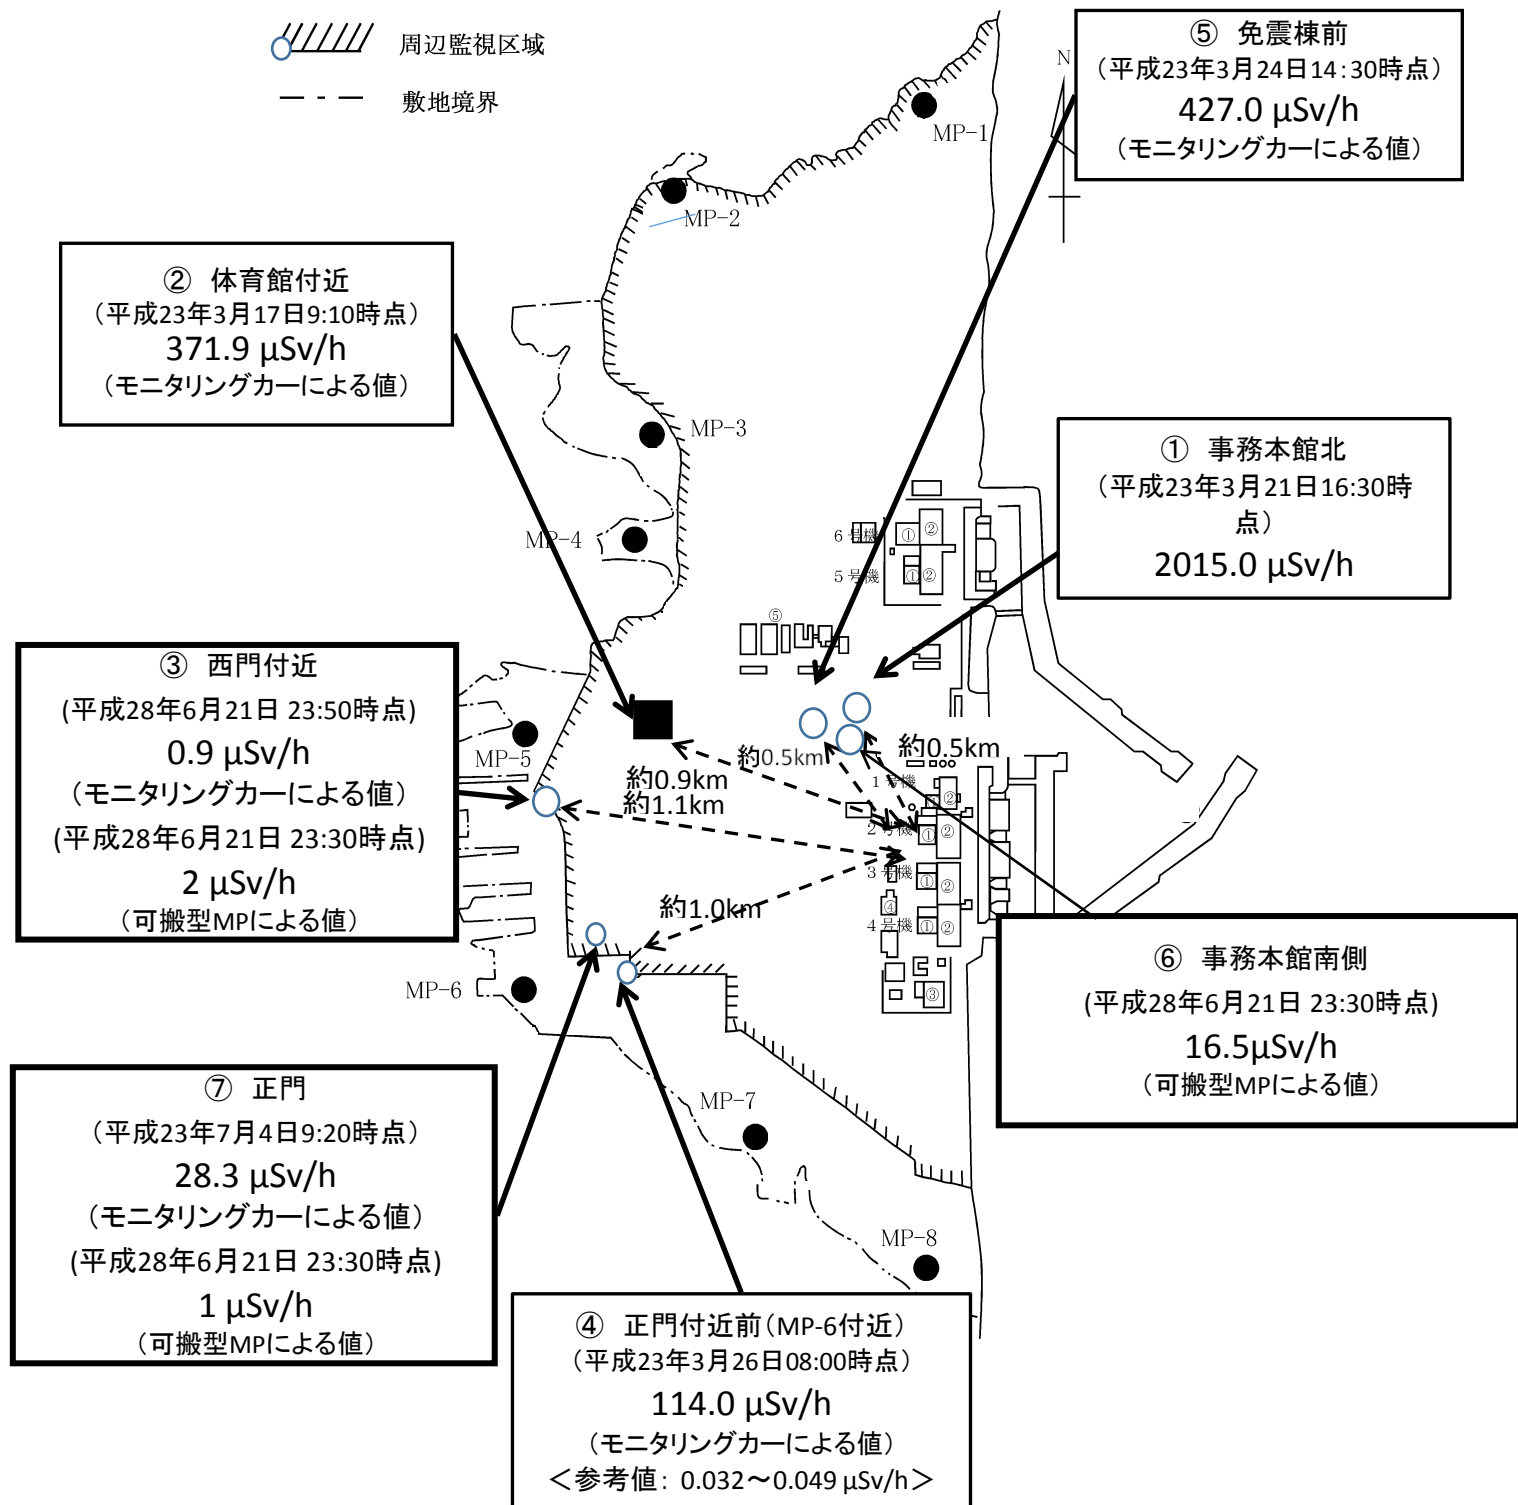 周辺監視区域
敷地境界
N
⑤ 免震棟前
（平成23年3月24日14:30時点）
427.0 μSv/h
（モニタリングカーによる値）
MP-1
MP-2
② 体育館付近
（平成23年3月17日9:10時点）
371.9 μSv/h
（モニタリングカーによる値）
MP-3
① 事務本館北
（平成23年3月21日16:30時
点）
2015.0 μSv/h
MP-4
６号機
①
②
５号機
①
②
⑤
③ 西門付近
(平成28年6月21日 23:50時点)
0.9 μSv/h
（モニタリングカーによる値）
(平成28年6月21日 23:30時点)
2 μSv/h
（可搬型MPによる値）
MP-5
約0.5km
約0.5km
約0.9km
約1.1km
１号機
①
②
２号機
①
②
３号機
①
②
④
４号機
①
②
約1.0km
③
MP-6
⑥ 事務本館南側
(平成28年6月21日 23:30時点)
16.5μSv/h
（可搬型MPによる値）
⑦ 正門
（平成23年7月4日9:20時点）
28.3 μSv/h
（モニタリングカーによる値）
(平成28年6月21日 23:30時点)
1 μSv/h
（可搬型MPによる値）
MP-7
MP-8
④ 正門付近前（MP-6付近）
（平成23年3月26日08:00時点）
114.0 μSv/h
（モニタリングカーによる値）
＜参考値: 0.032～0.049 μSv/h＞